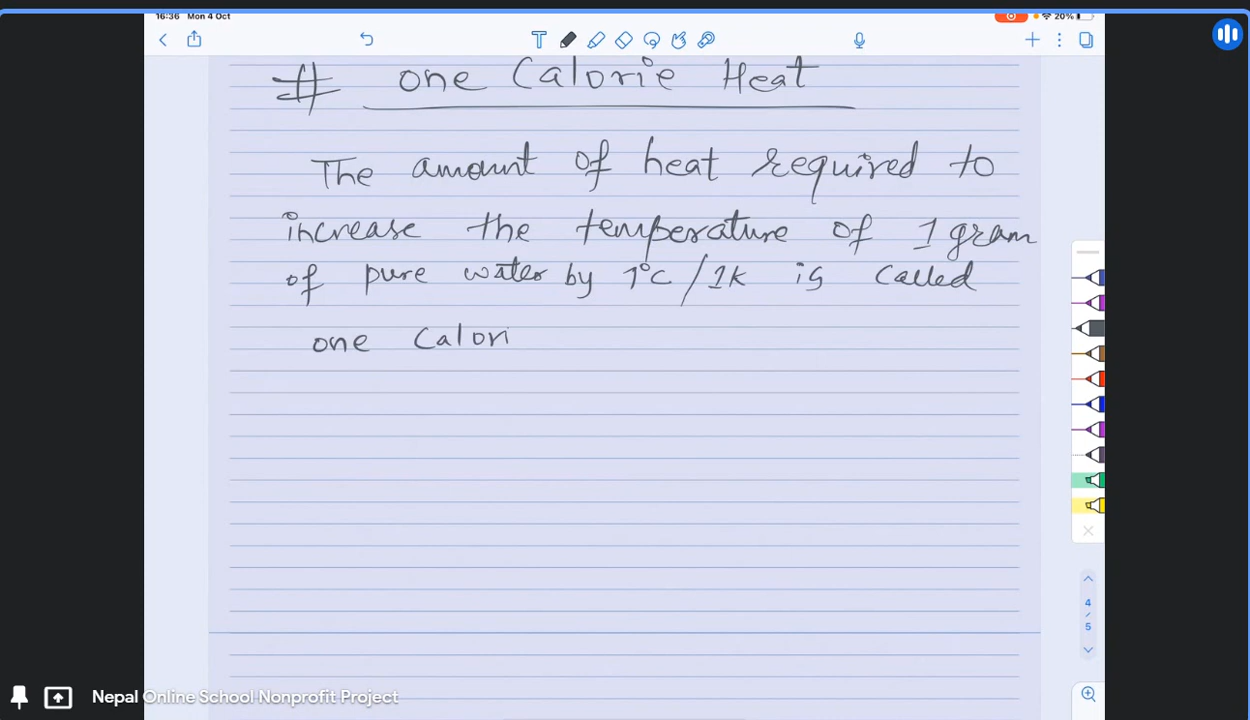 16:36 Mon 4 Oct
20%
# one Calorie Heat
The amount of heat required to
increase the temperature of 1 gram
of pure water by 1°C / 1K is called
one Calori
4
/
5
Nepal Online School Nonprofit Project